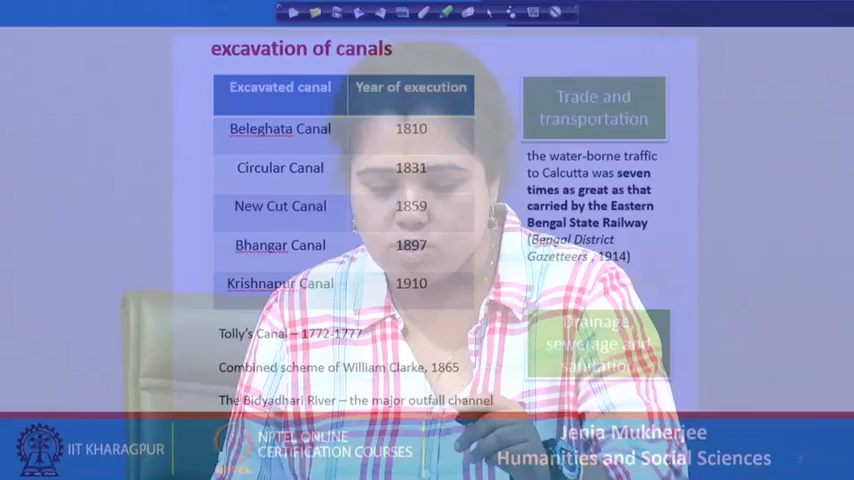 excavation of canals
Excavated canal Year of execution
Beleghata Canal 1810
Circular Canal 1831
New Cut Canal 1859
Bhangar Canal 1897
Krishnapur Canal 1910
Tolly's Canal – 1772-1777
Combined scheme of William Clarke, 1865
The Bidyadhari River – the major outfall channel
Trade and
transportation
the water-borne traffic
to Calcutta was seven
times as great as that
carried by the Eastern
Bengal State Railway
(Bengal District
Gazetteers , 1914)
Drainage,
sewerage and
sanitation
IIT KHARAGPUR
NPTEL ONLINE
CERTIFICATION COURSES
NPTEL
Jenia Mukherjee
Humanities and Social Sciences
3